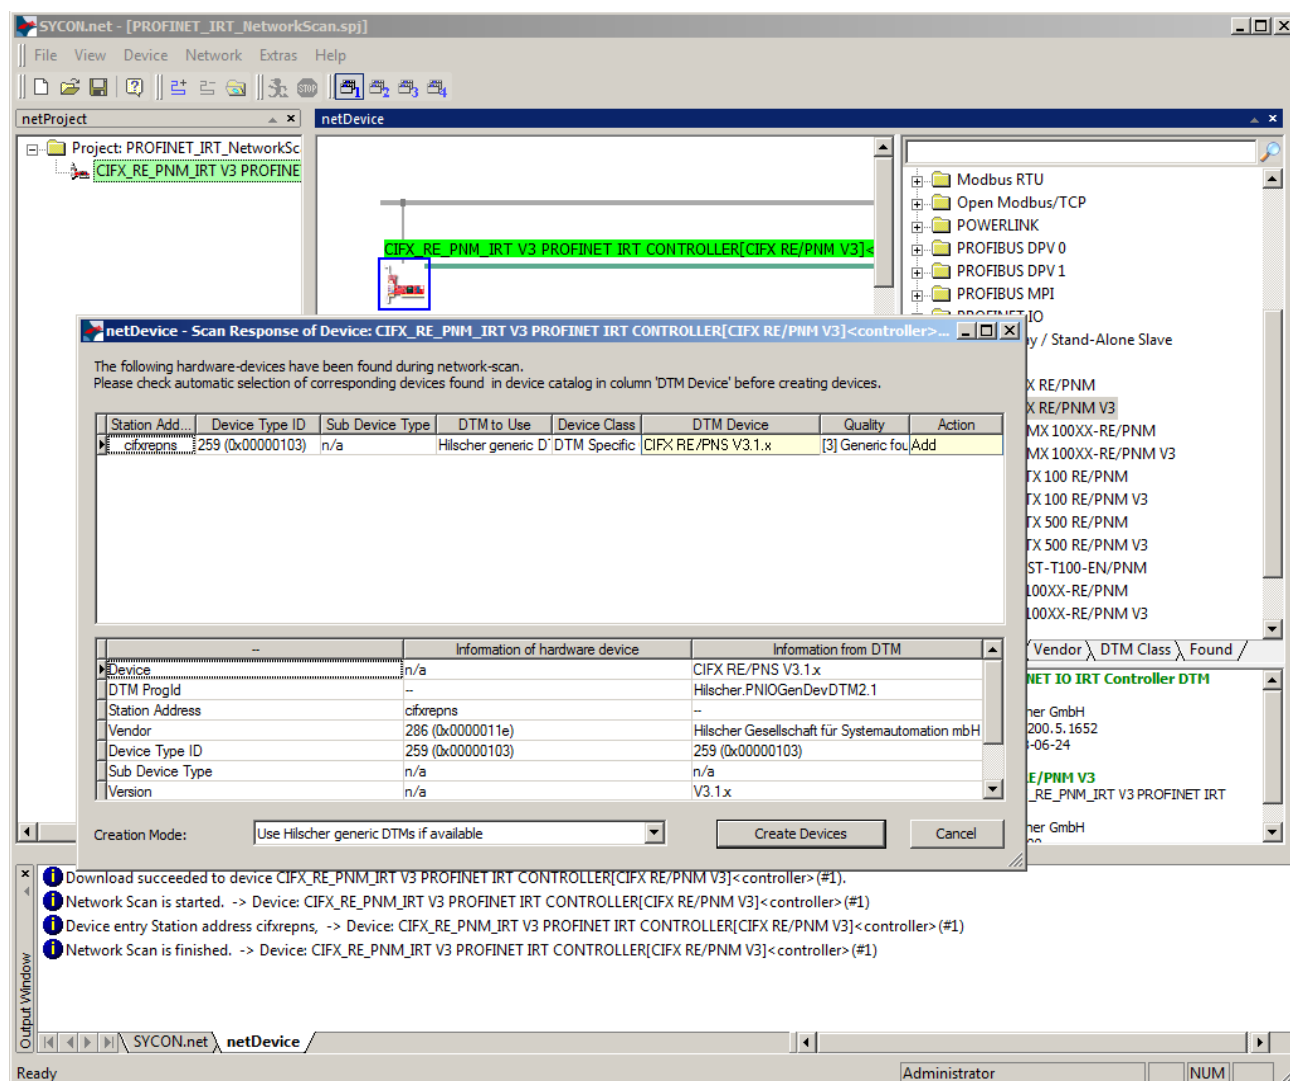 SYCON.net - [PROFINET_IRT_NetworkScan.spj]
File View Device Network Extras Help
netProject
netDevice
Project: PROFINET_IRT_NetworkSc
CIFX_RE_PNM_IRT V3 PROFINE
CIFX_RE_PNM_IRT V3 PROFINET IRT CONTROLLER[CIFX RE/PNM V3]<
Modbus RTU
Open Modbus/TCP
POWERLINK
PROFIBUS DPV0
PROFIBUS DPV1
PROFIBUS MPI
PROFINET IO
y / Stand-Alone Slave
X RE/PNM
X RE/PNM V3
MX 100XX-RE/PNM
MX 100XX-RE/PNM V3
TX 100 RE/PNM
TX 100 RE/PNM V3
TX 500 RE/PNM
TX 500 RE/PNM V3
ST-T100-EN/PNM
100XX-RE/PNM
100XX-RE/PNM V3
Vendor DTM Class Found
NET IO IRT Controller DTM
her GmbH
200.5.1652
-06-24
E/PNM V3
_RE_PNM_IRT V3 PROFINET IRT
her GmbH
netDevice - Scan Response of Device: CIFX_RE_PNM_IRT V3 PROFINET IRT CONTROLLER[CIFX RE/PNM V3]<controller>...
The following hardware-devices have been found during network-scan.
Please check automatic selection of corresponding devices found in device catalog in column 'DTM Device' before creating devices.
Station Add... Device Type ID Sub Device Type DTM to Use Device Class DTM Device Quality Action
cifxrepns 259 (0x00000103) n/a Hilscher generic D DTM Specific CIFX RE/PNS V3.1.x [3] Generic fou Add
-- Information of hardware device Information from DTM
Device n/a CIFX RE/PNS V3.1.x
DTM ProgId -- Hilscher.PNIOGenDevDTM2.1
Station Address cifxrepns --
Vendor 286 (0x0000011e) Hilscher Gesellschaft für Systemautomation mbH
Device Type ID 259 (0x00000103) 259 (0x00000103)
Sub Device Type n/a n/a
Version n/a V3.1.x
Creation Mode: Use Hilscher generic DTMs if available Create Devices Cancel
Download succeeded to device CIFX_RE_PNM_IRT V3 PROFINET IRT CONTROLLER[CIFX RE/PNM V3]<controller>(#1).
Network Scan is started. -> Device: CIFX_RE_PNM_IRT V3 PROFINET IRT CONTROLLER[CIFX RE/PNM V3]<controller>(#1)
Device entry Station address cifxrepns, -> Device: CIFX_RE_PNM_IRT V3 PROFINET IRT CONTROLLER[CIFX RE/PNM V3]<controller>(#1)
Network Scan is finished. -> Device: CIFX_RE_PNM_IRT V3 PROFINET IRT CONTROLLER[CIFX RE/PNM V3]<controller>(#1)
Output Window
SYCON.net netDevice
Ready Administrator NUM